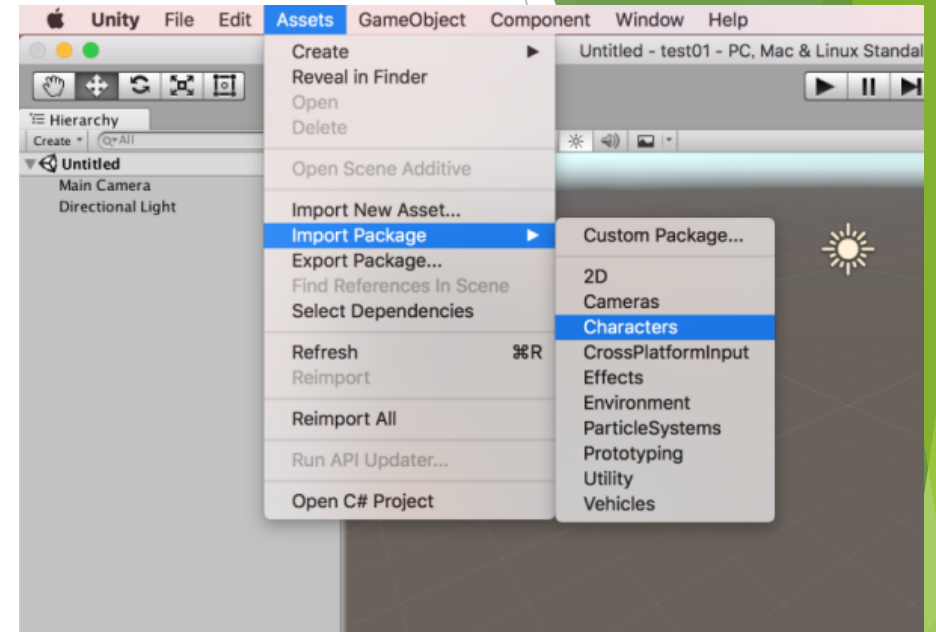 Unity File Edit Assets GameObject Component Window Help
Untitled - test01 - PC, Mac & Linux Standal
Hierarchy
Create All
Untitled
Main Camera
Directional Light
Create
Reveal in Finder
Open
Delete
Open Scene Additive
Import New Asset...
Import Package
Export Package...
Find References In Scene
Select Dependencies
Refresh ⌘R
Reimport
Reimport All
Run API Updater...
Open C# Project
Custom Package...
2D
Cameras
Characters
CrossPlatformInput
Effects
Environment
ParticleSystems
Prototyping
Utility
Vehicles